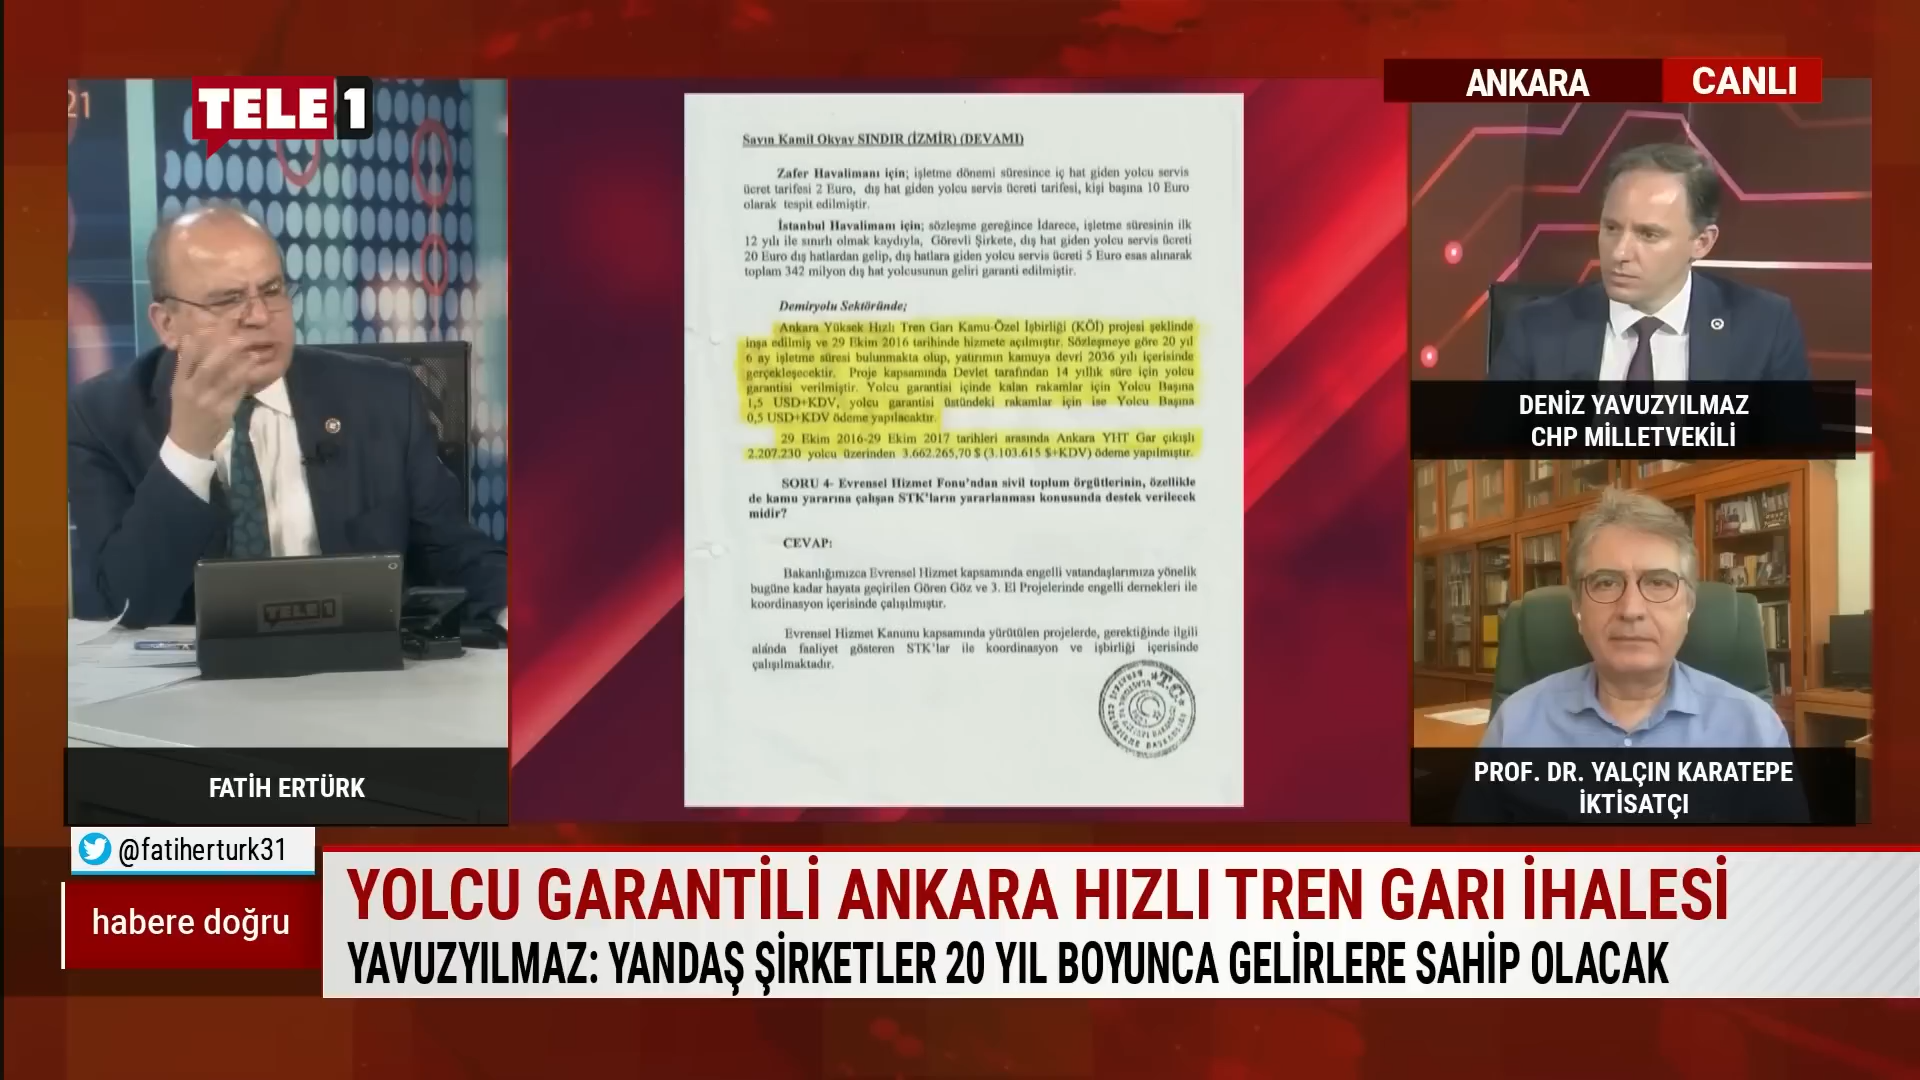 21
TELE 1
ANKARA
CANLI
Sayın Kamil Okyay SINDIR (İZMİR) (DEVAMI)
Zafer Havalimanı için; işletme dönemi süresince iç hat giden yolcu servis
ücret tarifesi 2 Euro, dış hat giden yolcu servis ücreti tarifesi, kişi başına 10 Euro
olarak tespit edilmiştir.
İstanbul Havalimanı için; sözleşme gereğince İdarece, işletme süresinin ilk
12 yılı ile sınırlı olmak kaydıyla, Görevli Şirkete, dış hat giden yolcu servis ücreti
20 Euro dış hatlardan gelip, dış hatlara giden yolcu servis ücreti 5 Euro esas alınarak
toplam 342 milyon dış hat yolcusunun geliri garanti edilmiştir.
Demiryolu Sektöründe;
Ankara Yüksek Hızlı Tren Garı Kamu-Özel İşbirliği (KÖİ) projesi şeklinde
inşa edilmiş ve 29 Ekim 2016 tarihinde hizmete açılmıştır. Sözleşmeye göre 20 yıl
6 ay işletme süresi bulunmakta olup, yatırımın kamuya devri 2036 yılı içerisinde
gerçekleşecektir. Proje kapsamında Devlet tarafından 14 yıllık süre için yolcu
garantisi verilmiştir. Yolcu garantisi içinde kalan rakamlar için Yolcu Başına
1,5 USD+KDV, yolcu garantisi üstündeki rakamlar için ise Yolcu Başına
0,5 USD+KDV ödeme yapılacaktır.
29 Ekim 2016-29 Ekim 2017 tarihleri arasında Ankara YHT Gar çıkışlı
2.207.230 yolcu üzerinden 3.662.265,70 $ (3.103.615 $+KDV) ödeme yapılmıştır.
SORU 4- Evrensel Hizmet Fonu'ndan sivil toplum örgütlerinin, özellikle
de kamu yararına çalışan STK'ların yararlanması konusunda destek verilecek
midir?
CEVAP:
Bakanlığımızca Evrensel Hizmet kapsamında engelli vatandaşlarımıza yönelik
bugüne kadar hayata geçirilen Gören Göz ve 3. El Projelerinde engelli dernekleri ile
koordinasyon içerisinde çalışılmıştır.
Evrensel Hizmet Kanunu kapsamında yürütülen projelerde, gerektiğinde ilgili
alanda faaliyet gösteren STK'lar ile koordinasyon ve işbirliği içerisinde
çalışılmaktadır.
T.C.
TELE 1
DENİZ YAVUZYILMAZ
CHP MİLLETVEKİLİ
FATİH ERTÜRK
PROF. DR. YALÇIN KARATEPE
İKTİSATÇI
@fatiherturk31
habere doğru
YOLCU GARANTİLİ ANKARA HIZLI TREN GARI İHALESİ
YAVUZYILMAZ: YANDAŞ ŞİRKETLER 20 YIL BOYUNCA GELİRLERE SAHİP OLACAK